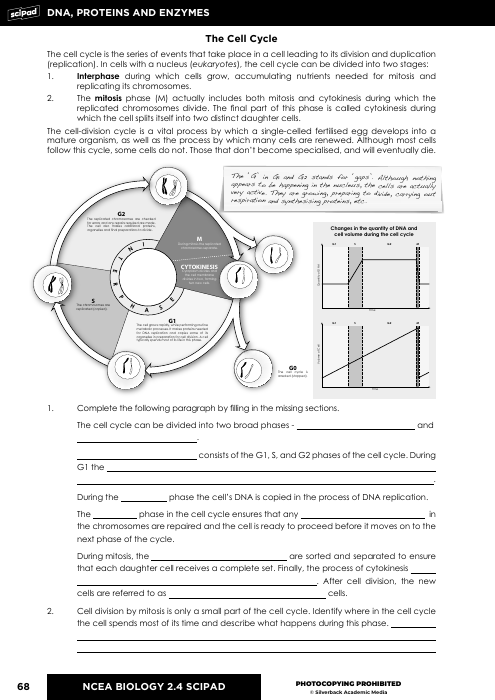 scipad DNA, PROTEINS AND ENZYMES
The Cell Cycle
The cell cycle is the series of events that take place in a cell leading to its division and duplication
(replication). In cells with a nucleus (eukaryotes), the cell cycle can be divided into two stages:
1. Interphase during which cells grow, accumulating nutrients needed for mitosis and
replicating its chromosomes.
2. The mitosis phase (M) actually includes both mitosis and cytokinesis during which the
replicated chromosomes divide. The final part of this phase is called cytokinesis during
which the cell splits itself into two distinct daughter cells.
The cell-division cycle is a vital process by which a single-celled fertilised egg develops into a
mature organism, as well as the process by which many cells are renewed. Although most cells
follow this cycle, some cells do not. Those that don't become specialised, and will eventually die.
The 'G' in G1 and G2 stands for 'gaps'. Although nothing
appears to be happening in the nucleus, the cells are actually
very active. They are growing, preparing to divide, carrying out
respiration and synthesising proteins, etc.
G2
M
CYTOKINESIS
INTERPHASE
S
G1
G0
Changes in the quantity of DNA and
cell volume during the cell cycle
1. Complete the following paragraph by filling in the missing sections.
The cell cycle can be divided into two broad phases - ____ and
____.
____ consists of the G1, S, and G2 phases of the cell cycle. During
G1 the ____
____.
During the ____ phase the cell's DNA is copied in the process of DNA replication.
The ____ phase in the cell cycle ensures that any ____ in
the chromosomes are repaired and the cell is ready to proceed before it moves on to the
next phase of the cycle.
During mitosis, the ____ are sorted and separated to ensure
that each daughter cell receives a complete set. Finally, the process of cytokinesis ____
____. After cell division, the new
cells are referred to as ____ cells.
2. Cell division by mitosis is only a small part of the cell cycle. Identify where in the cell cycle
the cell spends most of its time and describe what happens during this phase. ____
68 NCEA BIOLOGY 2.4 SCIPAD
PHOTOCOPYING PROHIBITED
© Silverback Academic Media